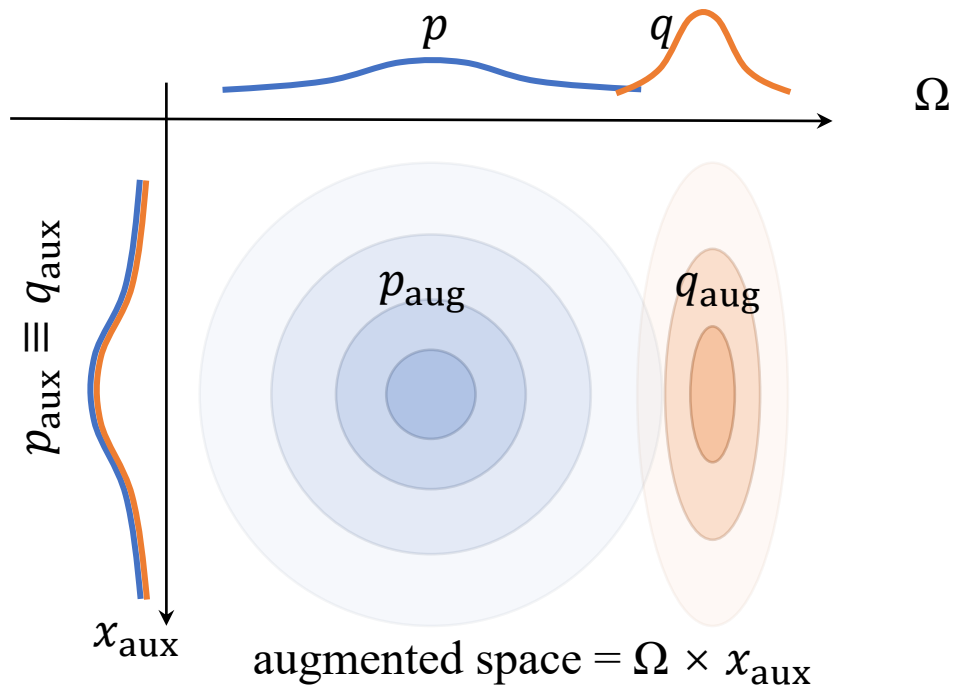 p
q
Ω
p_aux ≡ q_aux
p_aug
q_aug
x_aux
augmented space = Ω × x_aux